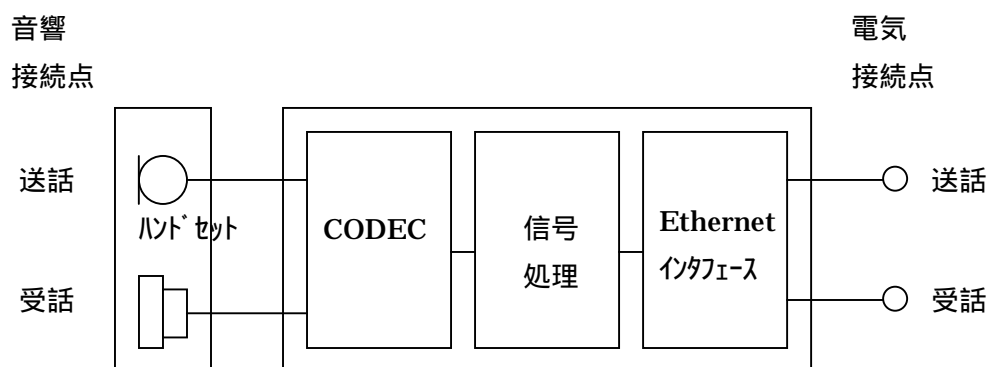 音響
接続点
電気
接続点
送話
ﾊﾝﾄﾞｾｯﾄ
受話
CODEC
信号
処理
Ethernet
ｲﾝﾀﾌｪｰｽ
送話
受話